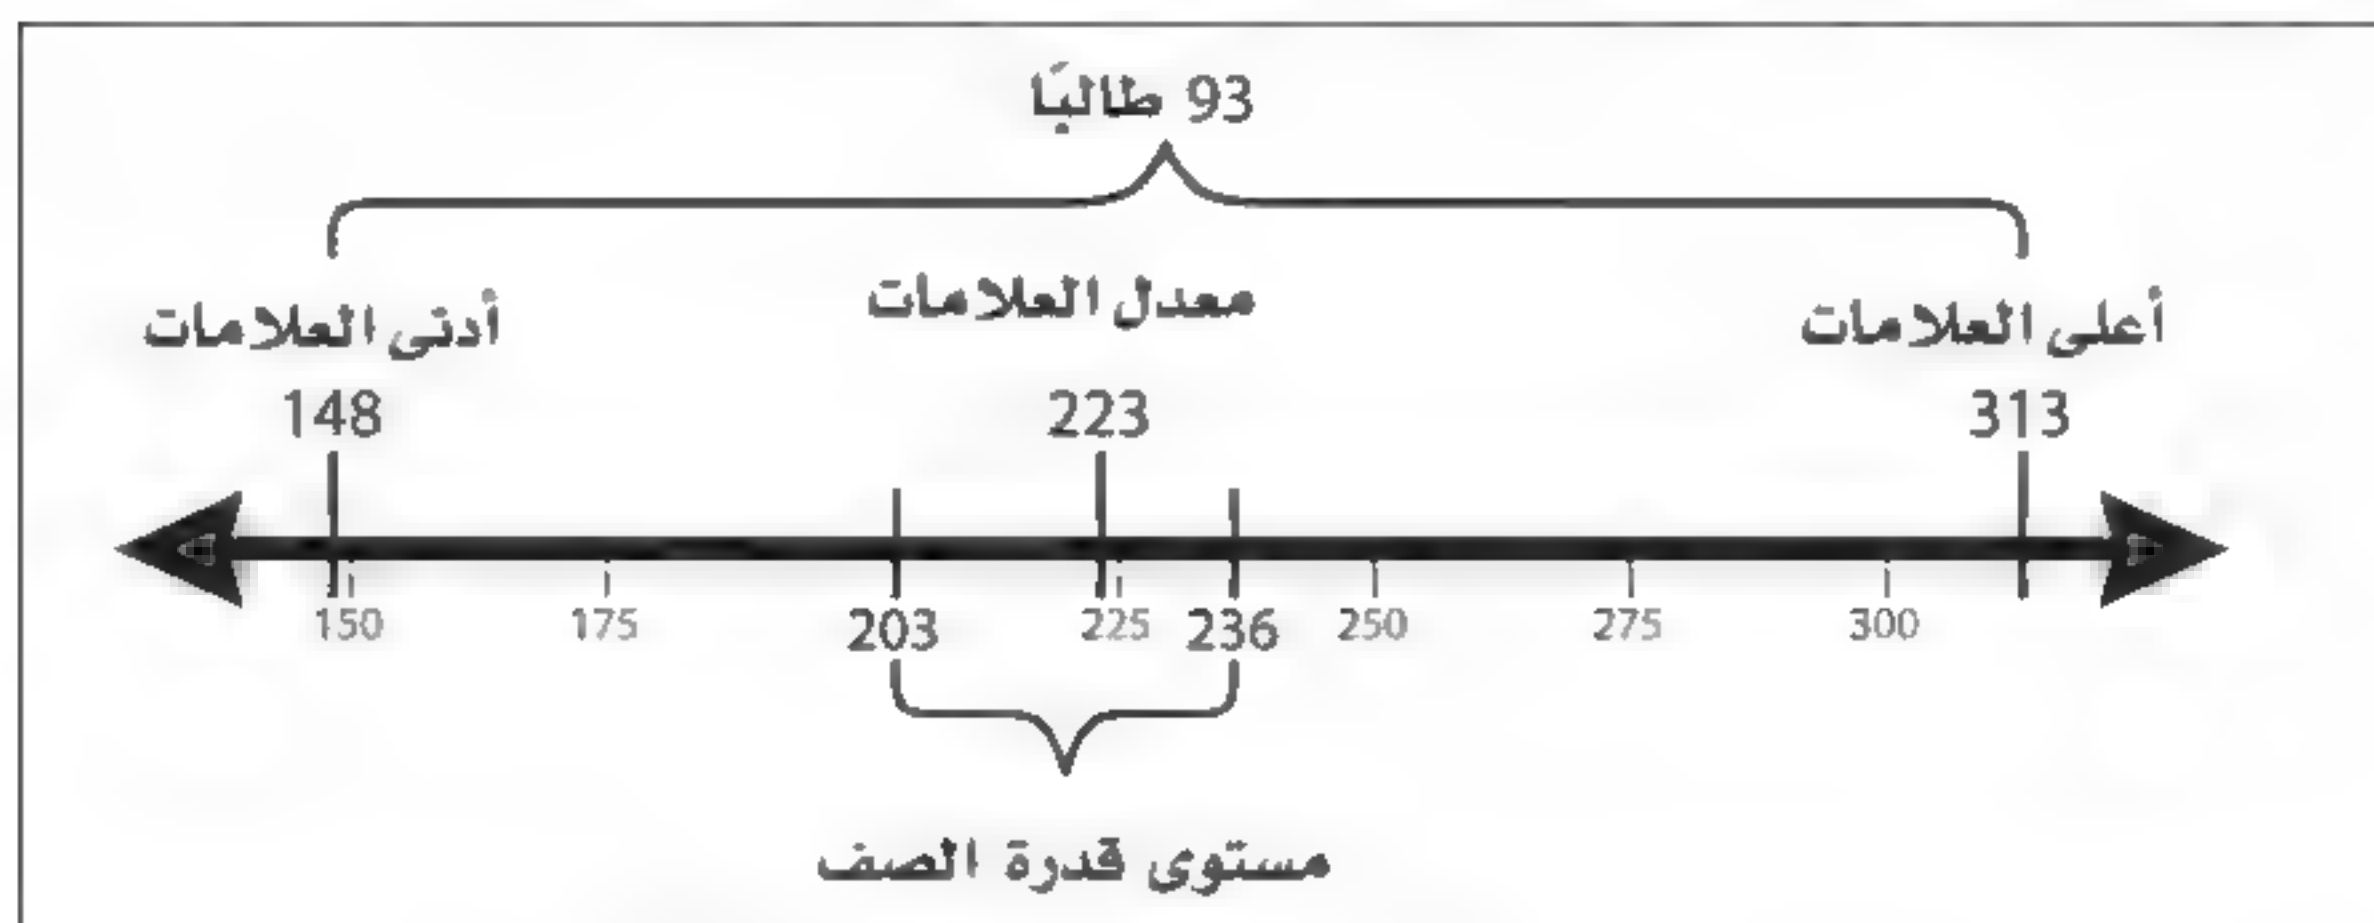 93 طالبًا
معدل العلامات
أعلى العلامات
أدنى العلامات
148 223 313
150 175 203 225 236 250 275 300
مستوى قدرة الصف